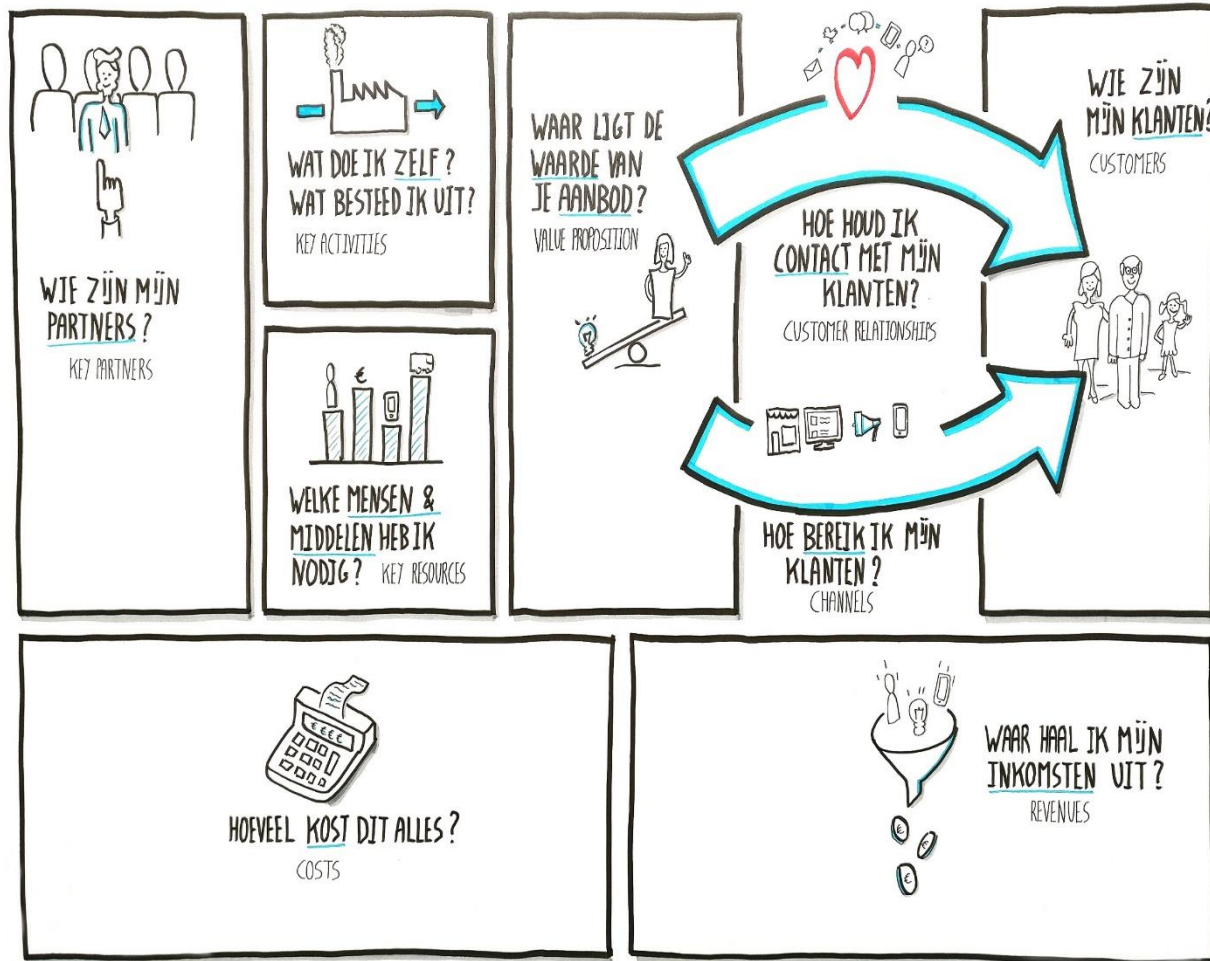 WIE ZIJN MIJN
PARTNERS?
KEY PARTNERS
WAT DOE IK ZELF?
WAT BESTEED IK UIT?
KEY ACTIVITIES
€
WELKE MENSEN &
MIDDELEN HEB IK
NODIG? KEY RESOURCES
WAAR LIGT DE
WAARDE VAN
JE AANBOD?
VALUE PROPOSITION
?
HOE HOUD IK
CONTACT MET MIJN
KLANTEN?
CUSTOMER RELATIONSHIPS
HOE BEREIK IK MIJN
KLANTEN?
CHANNELS
WIE ZIJN
MIJN KLANTEN?
CUSTOMERS
€€€€
HOEVEEL KOST DIT ALLES?
COSTS
WAAR HAAL IK MIJN
INKOMSTEN UIT?
REVENUES
€
€
€